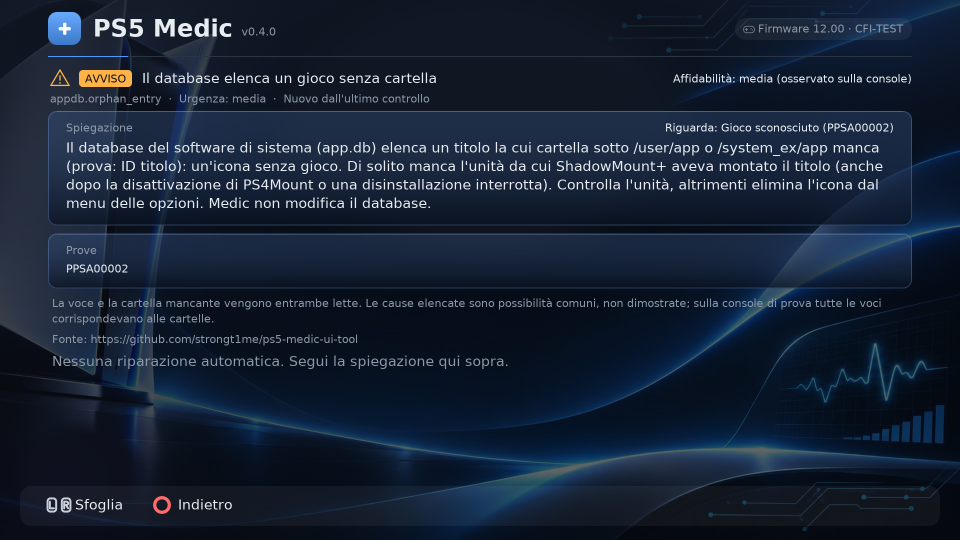 PS5 Medic v0.4.0
Firmware 12.00 · CFI-TEST
AVVISO Il database elenca un gioco senza cartella
Affidabilità: media (osservato sulla console)
appdb.orphan_entry · Urgenza: media · Nuovo dall'ultimo controllo
Spiegazione
Riguarda: Gioco sconosciuto (PPSA00002)
Il database del software di sistema (app.db) elenca un titolo la cui cartella sotto /user/app o /system_ex/app manca
(prova: ID titolo): un'icona senza gioco. Di solito manca l'unità da cui ShadowMount+ aveva montato il titolo (anche
dopo la disattivazione di PS4Mount o una disinstallazione interrotta). Controlla l'unità, altrimenti elimina l'icona dal
menu delle opzioni. Medic non modifica il database.
Prove
PPSA00002
La voce e la cartella mancante vengono entrambe lette. Le cause elencate sono possibilità comuni, non dimostrate; sulla console di prova tutte le voci
corrispondevano alle cartelle.
Fonte: https://github.com/strongt1me/ps5-medic-ui-tool
Nessuna riparazione automatica. Segui la spiegazione qui sopra.
L R Sfoglia
Indietro